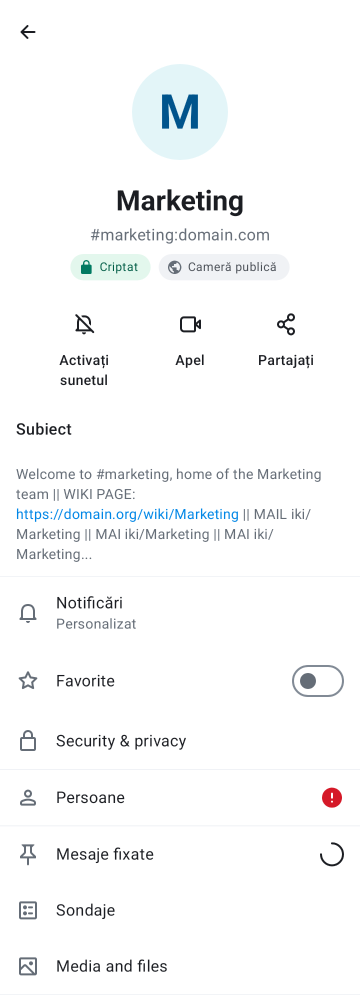 M
Marketing
#marketing:domain.com
Criptat
Cameră publică
Activați
sunetul
Apel
Partajați
Subiect
Welcome to #marketing, home of the Marketing
team || WIKI PAGE:
https://domain.org/wiki/Marketing || MAIL iki/
Marketing || MAI iki/Marketing || MAI iki/
Marketing...
Notificări
Personalizat
Favorite
Security & privacy
Persoane
Mesaje fixate
Sondaje
Media and files